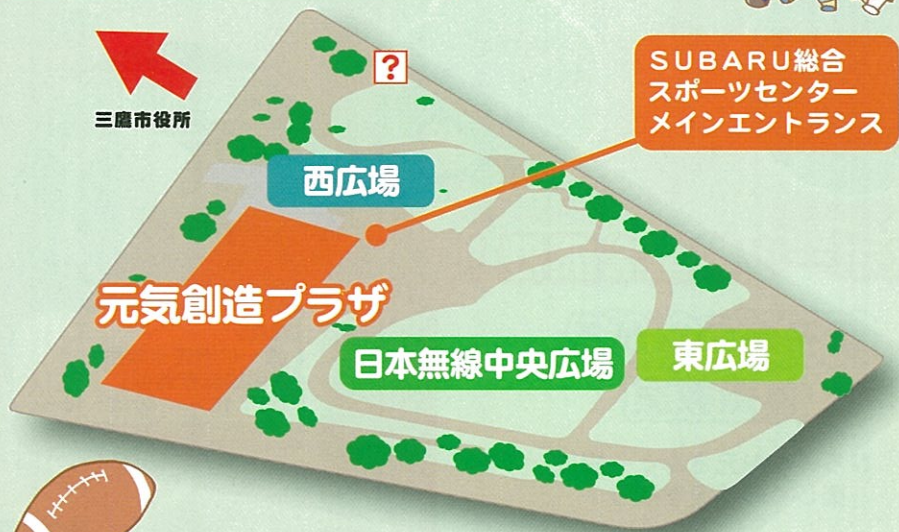 ?
三鷹市役所
SUBARU総合
スポーツセンター
メインエントランス
西広場
元気創造プラザ
日本無線中央広場
東広場